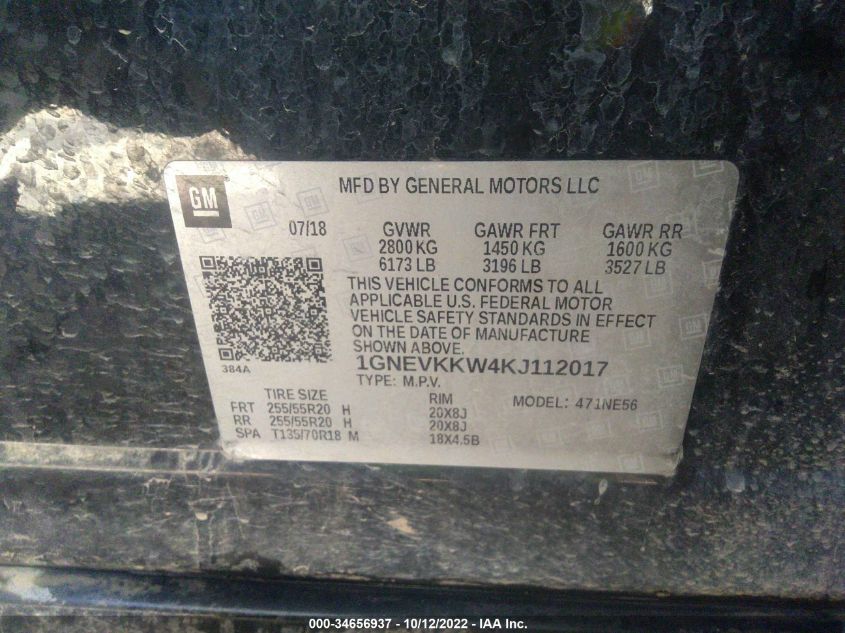 GM
MFD BY GENERAL MOTORS LLC
07/18 GVWR GAWR FRT GAWR RR
2800 KG 1450 KG 1600 KG
6173 LB 3196 LB 3527 LB
THIS VEHICLE CONFORMS TO ALL
APPLICABLE U.S. FEDERAL MOTOR
VEHICLE SAFETY STANDARDS IN EFFECT
ON THE DATE OF MANUFACTURE
SHOWN ABOVE.
384A
1GNEVKKW4KJ112017
TYPE: M.P.V.
TIRE SIZE RIM MODEL: 471NE56
FRT 255/55R20 H 20X8J
RR 255/55R20 H 20X8J
SPA T135/70R18 M 18X4.5B
000-34656937 - 10/12/2022 - IAA Inc.